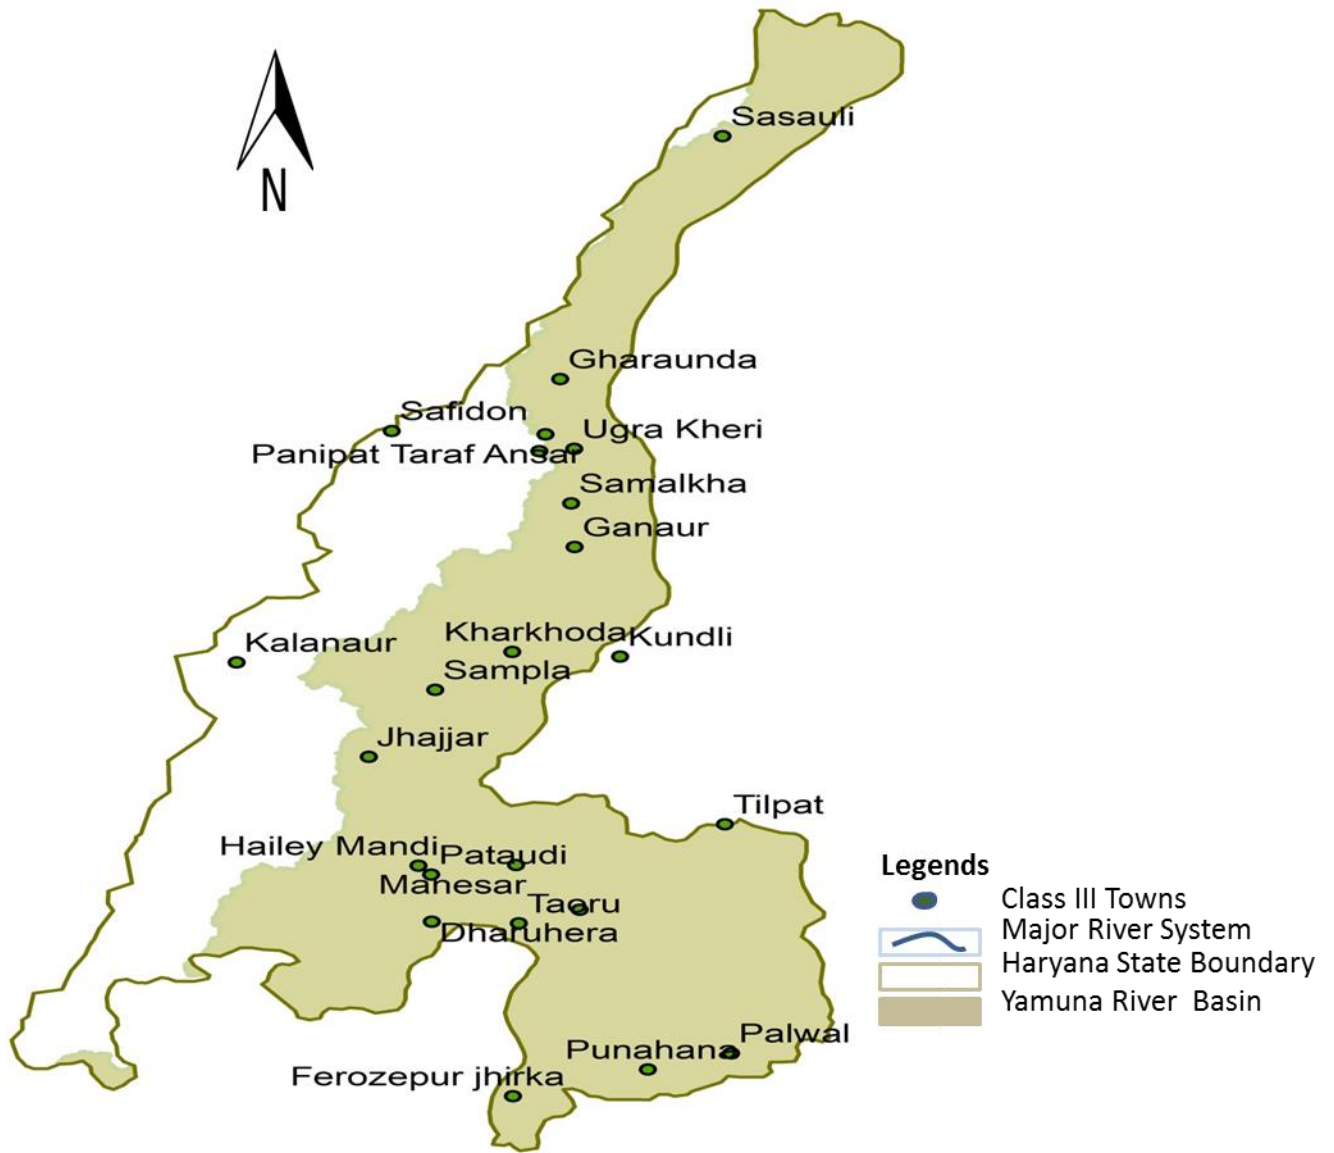 N
Sasauli
Gharaunda
Safidon
Ugra Kheri
Panipat Taraf Ansar
Samalkha
Ganaur
Kharkhoda
Kundli
Kalanaur
Sampla
Jhajjar
Tilpat
Hailey Mandi
Pataudi
Manesar
Taoru
Dharuhera
Palwal
Punahana
Ferozepur jhirka
Legends
Class III Towns
Major River System
Haryana State Boundary
Yamuna River Basin